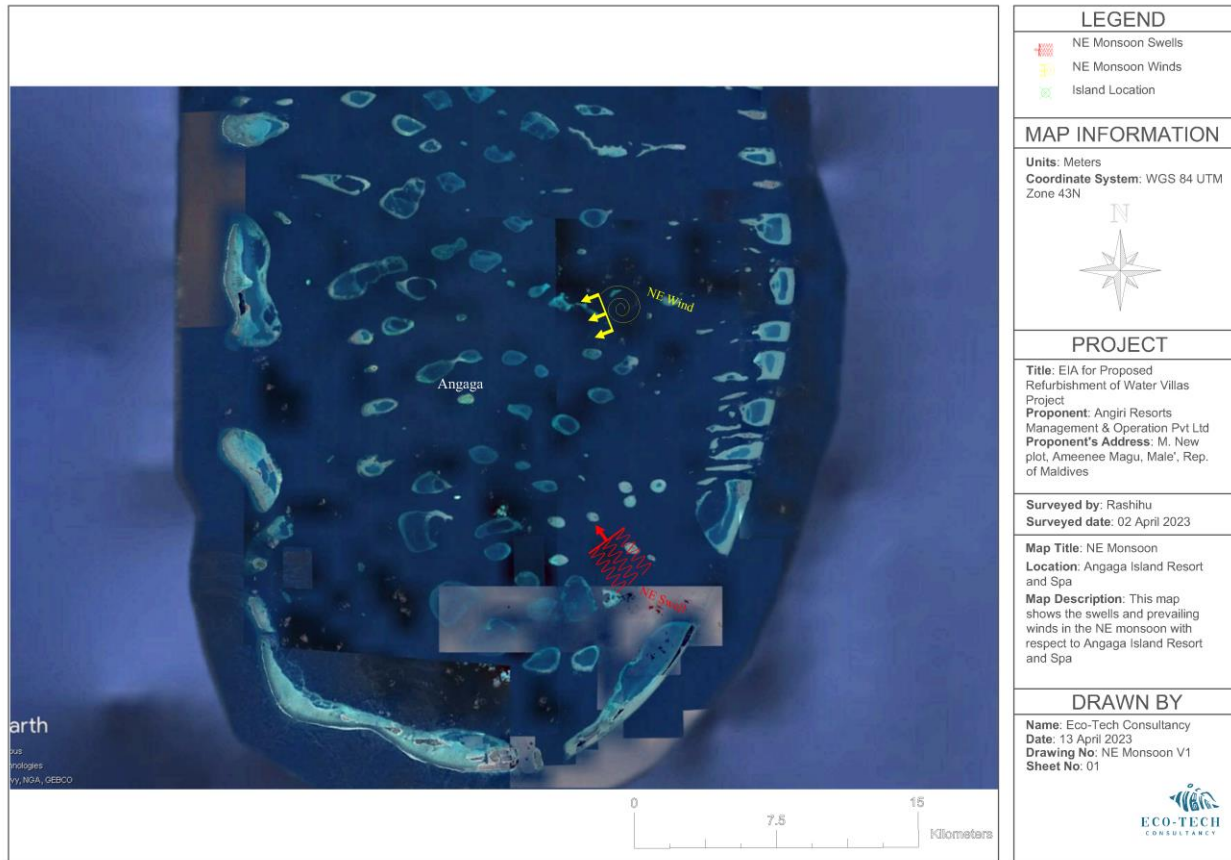 NE Wind
Angaga
NE Swell
arth
ous
nnologies
vy, NGA, GEBCO
0
15
7.5
Kilometers
LEGEND
NE Monsoon Swells
NE Monsoon Winds
Island Location
MAP INFORMATION
Units: Meters
Coordinate System: WGS 84 UTM
Zone 43N
N
PROJECT
Title: EIA for Proposed
Refurbishment of Water Villas
Project
Proponent: Angiri Resorts
Management & Operation Pvt Ltd
Proponent's Address: M. New
plot, Ameenee Magu, Male', Rep.
of Maldives
Surveyed by: Rashihu
Surveyed date: 02 April 2023
Map Title: NE Monsoon
Location: Angaga Island Resort
and Spa
Map Description: This map
shows the swells and prevailing
winds in the NE monsoon with
respect to Angaga Island Resort
and Spa
DRAWN BY
Name: Eco-Tech Consultancy
Date: 13 April 2023
Drawing No: NE Monsoon V1
Sheet No: 01
ECO-TECH
CONSULTANCY